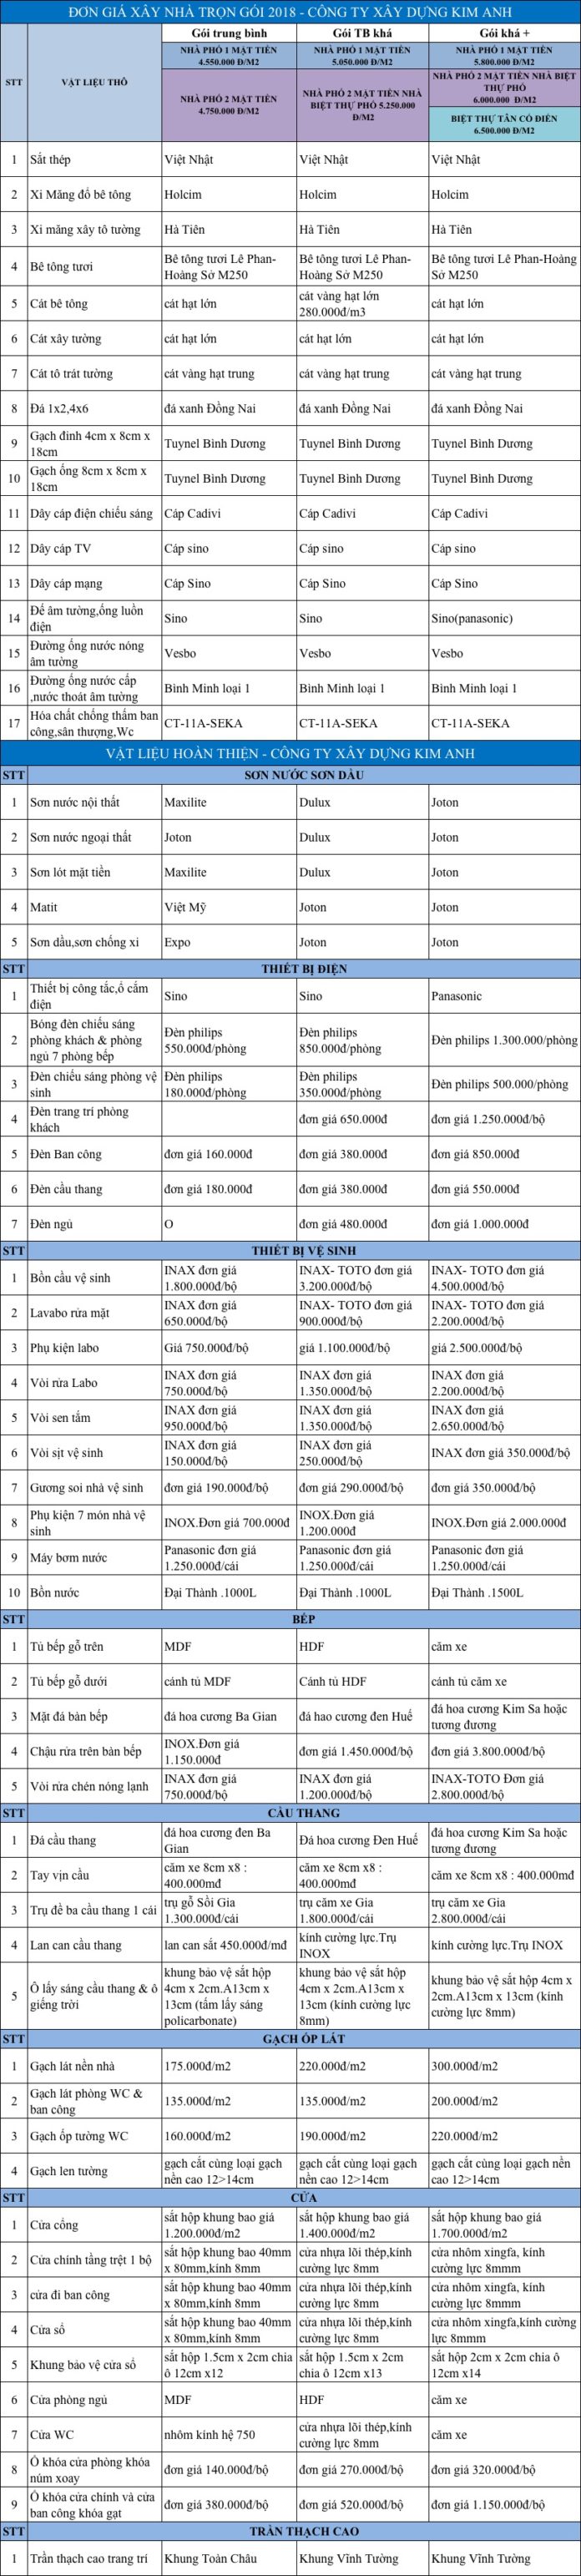 ĐƠN GIÁ XÂY NHÀ TRỌN GÓI 2018 - CÔNG TY XÂY DỰNG KIM ANH
STT
VẬT LIỆU THÔ
Gói trung bình
Gói TB khá
Gói khá +
NHÀ PHỐ 1 MẶT TIỀN
4.550.000 Đ/M2
NHÀ PHỐ 1 MẶT TIỀN
5.050.000 Đ/M2
NHÀ PHỐ 1 MẶT TIỀN
5.800.000 Đ/M2
NHÀ PHỐ 2 MẶT TIỀN
4.750.000 Đ/M2
NHÀ PHỐ 2 MẶT TIỀN NHÀ
BIỆT THỰ PHỐ 5.250.000
Đ/M2
NHÀ PHỐ 2 MẶT TIỀN NHÀ BIỆT
THỰ PHỐ
6.000.000 Đ/M2
BIỆT THỰ TÂN CỔ ĐIỂN
6.500.000 Đ/M2
1 Sắt thép Việt Nhật Việt Nhật Việt Nhật
2 Xi Măng đổ bê tông Holcim Holcim Holcim
3 Xi măng xây tô tường Hà Tiên Hà Tiên Hà Tiên
4 Bê tông tươi
Bê tông tươi Lê Phan-
Hoàng Sở M250
Bê tông tươi Lê Phan-
Hoàng Sở M250
Bê tông tươi Lê Phan-Hoàng
Sở M250
5 Cát bê tông cát hạt lớn
cát vàng hạt lớn
280.000đ/m3
cát hạt lớn
6 Cát xây tường cát hạt lớn cát hạt lớn cát hạt lớn
7 Cát tô trát tường cát vàng hạt trung cát vàng hạt trung cát vàng hạt trung
8 Đá 1x2,4x6 đá xanh Đồng Nai đá xanh Đồng Nai đá xanh Đồng Nai
9 Gạch đinh 4cm x 8cm x
18cm
Tuynel Bình Dương Tuynel Bình Dương Tuynel Bình Dương
10 Gạch ống 8cm x 8cm x
18cm
Tuynel Bình Dương Tuynel Bình Dương Tuynel Bình Dương
11 Dây cáp điện chiếu sáng Cáp Cadivi Cáp Cadivi Cáp Cadivi
12 Dây cáp TV Cáp sino Cáp sino Cáp sino
13 Dây cáp mạng Cáp Sino Cáp Sino Cáp Sino
14 Đế âm tường,ống luồn
điện
Sino Sino Sino(panasonic)
15 Đường ống nước nóng
âm tường
Vesbo Vesbo Vesbo
16 Đường ống nước cấp
,nước thoát âm tường
Bình Minh loại 1 Bình Minh loại 1 Bình Minh loại 1
17 Hóa chất chống thấm ban
công,sân thượng,Wc
CT-11A-SEKA CT-11A-SEKA CT-11A-SEKA
VẬT LIỆU HOÀN THIỆN - CÔNG TY XÂY DỰNG KIM ANH
STT SƠN NƯỚC SƠN DẦU
1 Sơn nước nội thất Maxilite Dulux Joton
2 Sơn nước ngoại thất Joton Dulux Joton
3 Sơn lót mặt tiền Maxilite Dulux Joton
4 Matit Việt Mỹ Joton Joton
5 Sơn dầu,sơn chống xi Expo Joton Joton
STT THIẾT BỊ ĐIỆN
1 Thiết bị công tắc,ổ cắm
điện
Sino Sino Panasonic
2 Bóng đèn chiếu sáng
phòng khách & phòng
ngủ 7 phòng bếp
Đèn philips
550.000đ/phòng
Đèn philips
850.000đ/phòng
Đèn philips 1.300.000/phòng
3 Đèn chiếu sáng phòng vệ
sinh
Đèn philips
180.000đ/phòng
Đèn philips
350.000đ/phòng
Đèn philips 500.000/phòng
4 Đèn trang trí phòng
khách
đơn giá 650.000đ đơn giá 1.250.000đ/bộ
5 Đèn Ban công đơn giá 160.000đ đơn giá 380.000đ đơn giá 850.000đ
6 Đèn cầu thang đơn giá 180.000đ đơn giá 380.000đ đơn giá 550.000đ
7 Đèn ngủ O đơn giá 480.000đ đơn giá 1.000.000đ
STT THIẾT BỊ VỆ SINH
1 Bồn cầu vệ sinh
INAX đơn giá
1.800.000đ/bộ
INAX- TOTO đơn giá
3.200.000đ/bộ
INAX- TOTO đơn giá
4.500.000đ/bộ
2 Lavabo rửa mặt
INAX đơn giá
650.000đ/bộ
INAX- TOTO đơn giá
900.000đ/bộ
INAX- TOTO đơn giá
2.200.000đ/bộ
3 Phụ kiện labo Giá 750.000đ/bộ giá 1.100.000đ/bộ giá 2.500.000đ/bộ
4 Vòi rửa Labo
INAX đơn giá
750.000đ/bộ
INAX đơn giá
1.350.000đ/bộ
INAX đơn giá
2.200.000đ/bộ
5 Vòi sen tắm
INAX đơn giá
950.000đ/bộ
INAX đơn giá
1.350.000đ/bộ
INAX đơn giá
2.650.000đ/bộ
6 Vòi sịt vệ sinh
INAX đơn giá
150.000đ/bộ
INAX đơn giá
250.000đ/bộ
INAX đơn giá 350.000đ/bộ
7 Gương soi nhà vệ sinh đơn giá 190.000đ/bộ đơn giá 290.000đ/bộ đơn giá 350.000đ/bộ
8 Phụ kiện 7 món nhà vệ
sinh
INOX.Đơn giá 700.000đ
INOX.Đơn giá
1.200.000đ
INOX.Đơn giá 2.000.000đ
9 Máy bơm nước
Panasonic đơn giá
1.250.000đ/cái
Panasonic đơn giá
1.250.000đ/cái
Panasonic đơn giá
1.250.000đ/cái
10 Bồn nước Đại Thành .1000L Đại Thành .1000L Đại Thành .1500L
STT BẾP
1 Tủ bếp gỗ trên MDF HDF căm xe
2 Tủ bếp gỗ dưới cánh tủ MDF Cánh tủ HDF cánh tủ căm xe
3 Mặt đá bàn bếp đá hoa cương Ba Gian đá hao cương đen Huế
đá hoa cương Kim Sa hoặc
tương đương
4 Chậu rửa trên bàn bếp
INOX.Đơn giá
1.150.000đ
đơn giá 1.450.000đ/bộ đơn giá 3.800.000đ/bộ
5 Vòi rửa chén nóng lạnh
INAX đơn giá
750.000đ/bộ
INAX đơn giá
1.200.000đ/bộ
INAX-TOTO Đơn giá
2.800.000đ/bộ
STT CẦU THANG
1 Đá cầu thang
đá hoa cương đen Ba
Gian
Đá hoa cương Đen Huế
đá hoa cương Kim Sa hoặc
tương đương
2 Tay vịn cầu
căm xe 8cm x8 :
400.000mđ
căm xe 8cm x8 :
400.000mđ
căm xe 8cm x8 : 400.000mđ
3 Trụ đề ba cầu thang 1 cái
trụ gỗ Sồi Gia
1.300.000đ/cái
trụ căm xe Gia
1.800.000đ/cái
trụ căm xe Gia
2.800.000đ/cái
4 Lan can cầu thang lan can sắt 450.000đ/mđ
kính cường lực.Trụ
INOX
kính cường lực.Trụ INOX
5 Ô lấy sáng cầu thang & ô
giếng trời
khung bảo vệ sắt hộp
4cm x 2cm.A13cm x
13cm (tấm lấy sáng
policarbonate)
khung bảo vệ sắt hộp
4cm x 2cm.A13cm x
13cm (kính cường lực
8mm)
khung bảo vệ sắt hộp 4cm x
2cm.A13cm x 13cm (kính
cường lực 8mm)
STT GẠCH ỐP LÁT
1 Gạch lát nền nhà 175.000đ/m2 220.000đ/m2 300.000đ/m2
2 Gạch lát phòng WC &
ban công
135.000đ/m2 135.000đ/m2 200.000đ/m2
3 Gạch ốp tường WC 160.000đ/m2 190.000đ/m2 220.000đ/m2
4 Gạch len tường
gạch cắt cùng loại gạch
nền cao 12>14cm
gạch cắt cùng loại gạch
nền cao 12>14cm
gạch cắt cùng loại gạch nền
cao 12>14cm
STT CỬA
1 Cửa cổng
sắt hộp khung bao giá
1.200.000đ/m2
sắt hộp khung bao giá
1.400.000đ/m2
sắt hộp khung bao giá
1.700.000đ/m2
2 Cửa chính tầng trệt 1 bộ
sắt hộp khung bao 40mm
x 80mm,kính 8mm
cửa nhựa lõi thép,kính
cường lực 8mm
cửa nhôm xingfa, kính
cường lực 8mmm
3 cửa đi ban công
sắt hộp khung bao 40mm
x 80mm,kính 8mm
cửa nhựa lõi thép,kính
cường lực 8mm
cửa nhôm xingfa, kính
cường lực 8mmm
4 Cửa sổ
sắt hộp khung bao 40mm
x 80mm,kính 8mm
cửa nhựa lõi thép,kính
cường lực 8mm
cửa nhôm xingfa,kính cường
lực 8mmm
5 Khung bảo vệ cửa sổ
sắt hộp 1.5cm x 2cm chia
ô 12cm x12
sắt hộp 1.5cm x 2cm
chia ô 12cm x13
sắt hộp 2cm x 2cm chia ô
12cm x14
6 Cửa phòng ngủ MDF HDF căm xe
7 Cửa WC nhôm kính hệ 750
cửa nhựa lõi thép,kính
cường lực 8mm
căm xe
8 Ổ khóa cửa phòng khóa
núm xoay
đơn giá 140.000đ/bộ đơn giá 270.000đ/bộ đơn giá 320.000đ/bộ
9 Ổ khóa cửa chính và cửa
ban công khóa gạt
đơn giá 380.000đ/bộ đơn giá 520.000đ/bộ đơn giá 1.150.000đ/bộ
STT TRẦN THẠCH CAO
1 Trần thạch cao trang trí Khung Toàn Châu Khung Vĩnh Tường Khung Vĩnh Tường